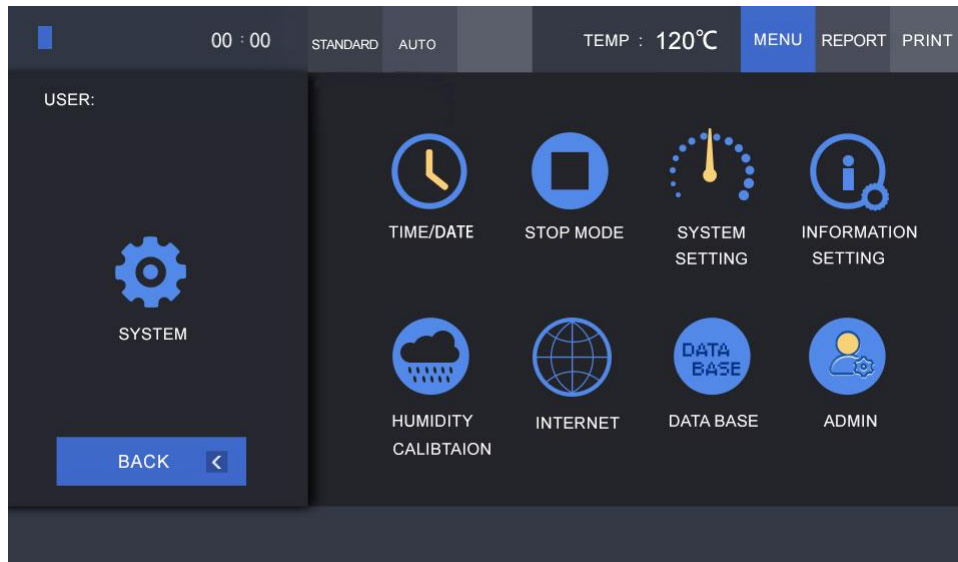 00 : 00
STANDARD
AUTO
TEMP : 120℃
MENU
REPORT
PRINT
USER:
SYSTEM
BACK
TIME/DATE
STOP MODE
SYSTEM
SETTING
INFORMATION
SETTING
HUMIDITY
CALIBTAION
INTERNET
DATA
BASE
DATA BASE
ADMIN